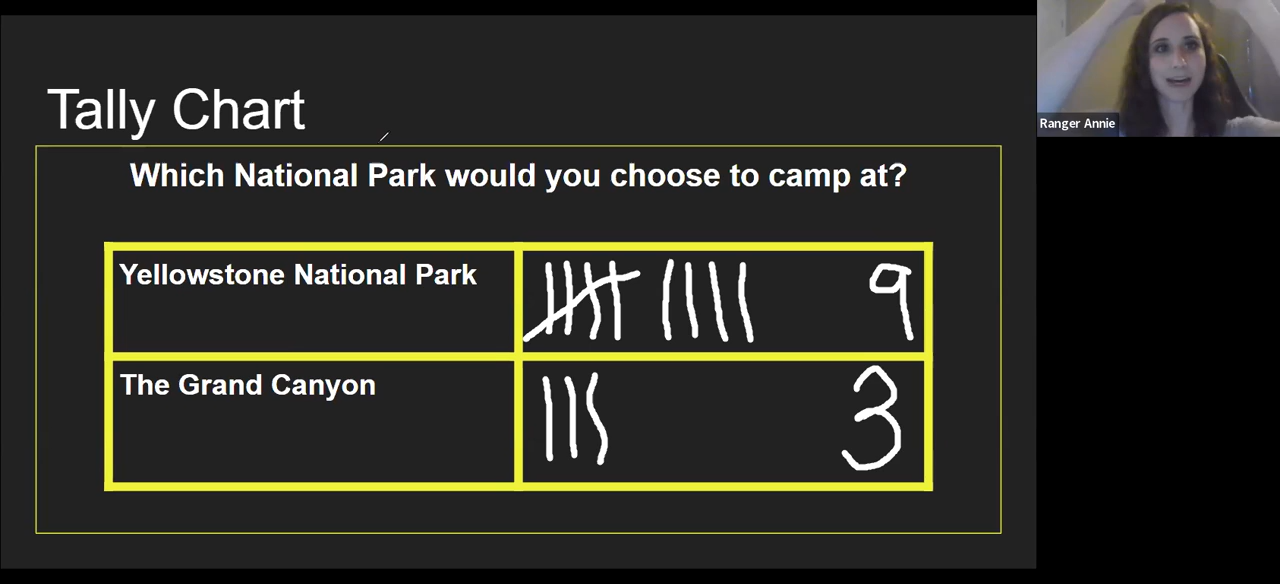 Tally Chart
Which National Park would you choose to camp at?
Yellowstone National Park
9
The Grand Canyon
3
Ranger Annie